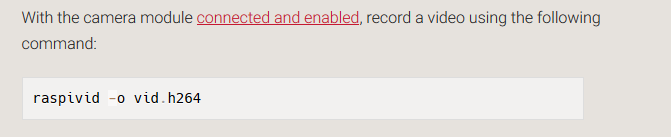 With the camera module connected and enabled, record a video using the following
command:
raspivid -o vid.h264